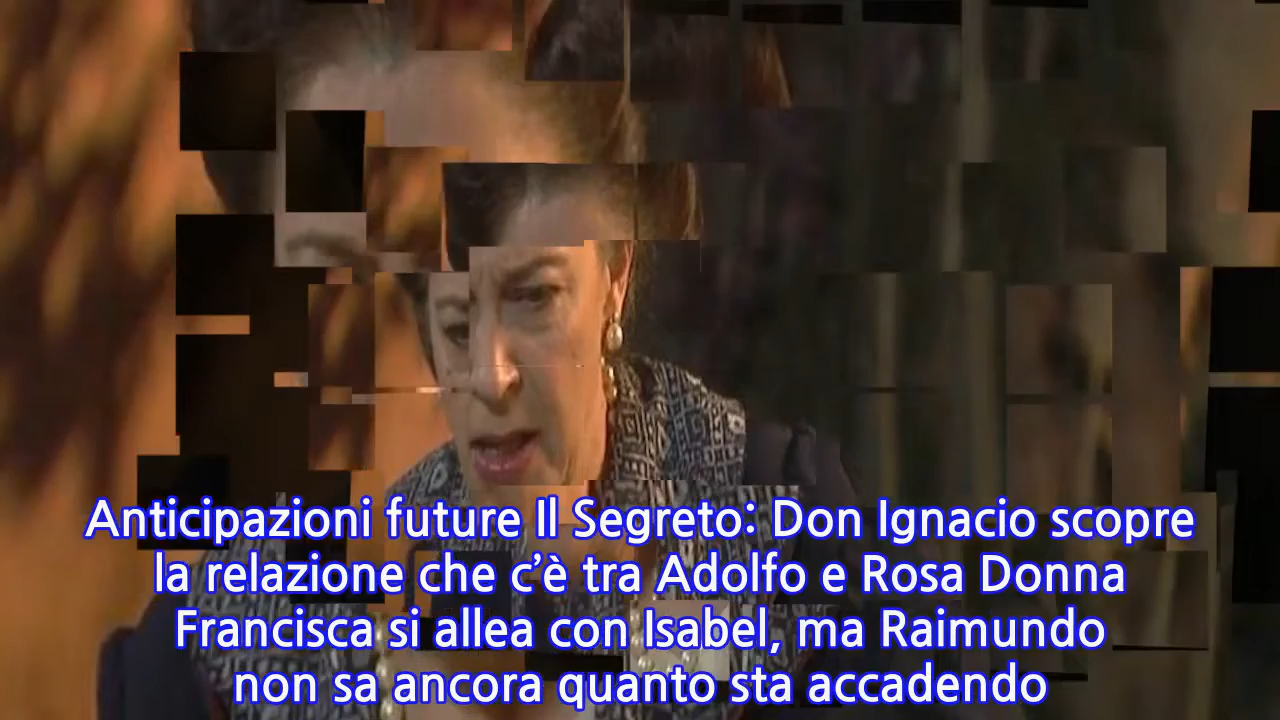 Anticipazioni future Il Segreto: Don Ignacio scopre
la relazione che c’è tra Adolfo e Rosa Donna
Francisca si allea con Isabel, ma Raimundo
non sa ancora quanto sta accadendo